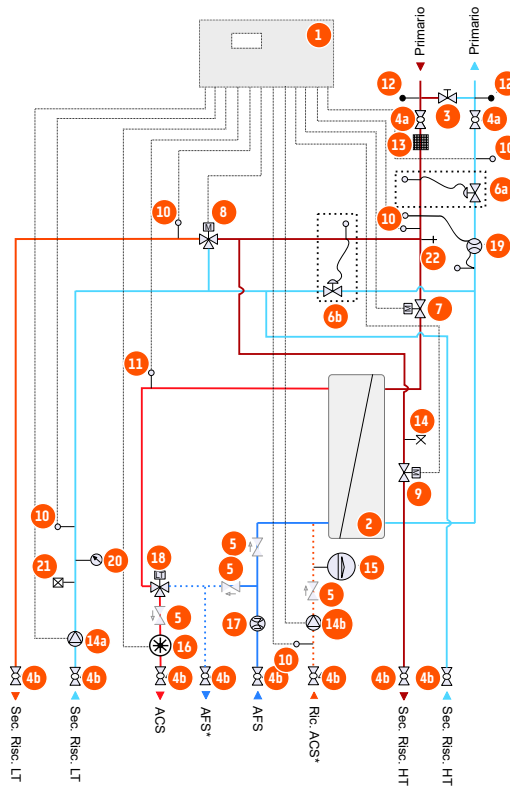 1
Primario
Primario
12
12
3
4a
4a
13
10
6a
10
8
M
10
19
22
6b
7
M
11
14
9
M
2
10
5
20
18
LT
5
15
21
5
5
17
14b
14a
16
10
4b
4b
4b
4b
4b
4b
4b
4b
Sec. Risc. LT
Sec. Risc. LT
ACS
AFS*
AFS
Ric. ACS*
Sec. Risc. HT
Sec. Risc. HT